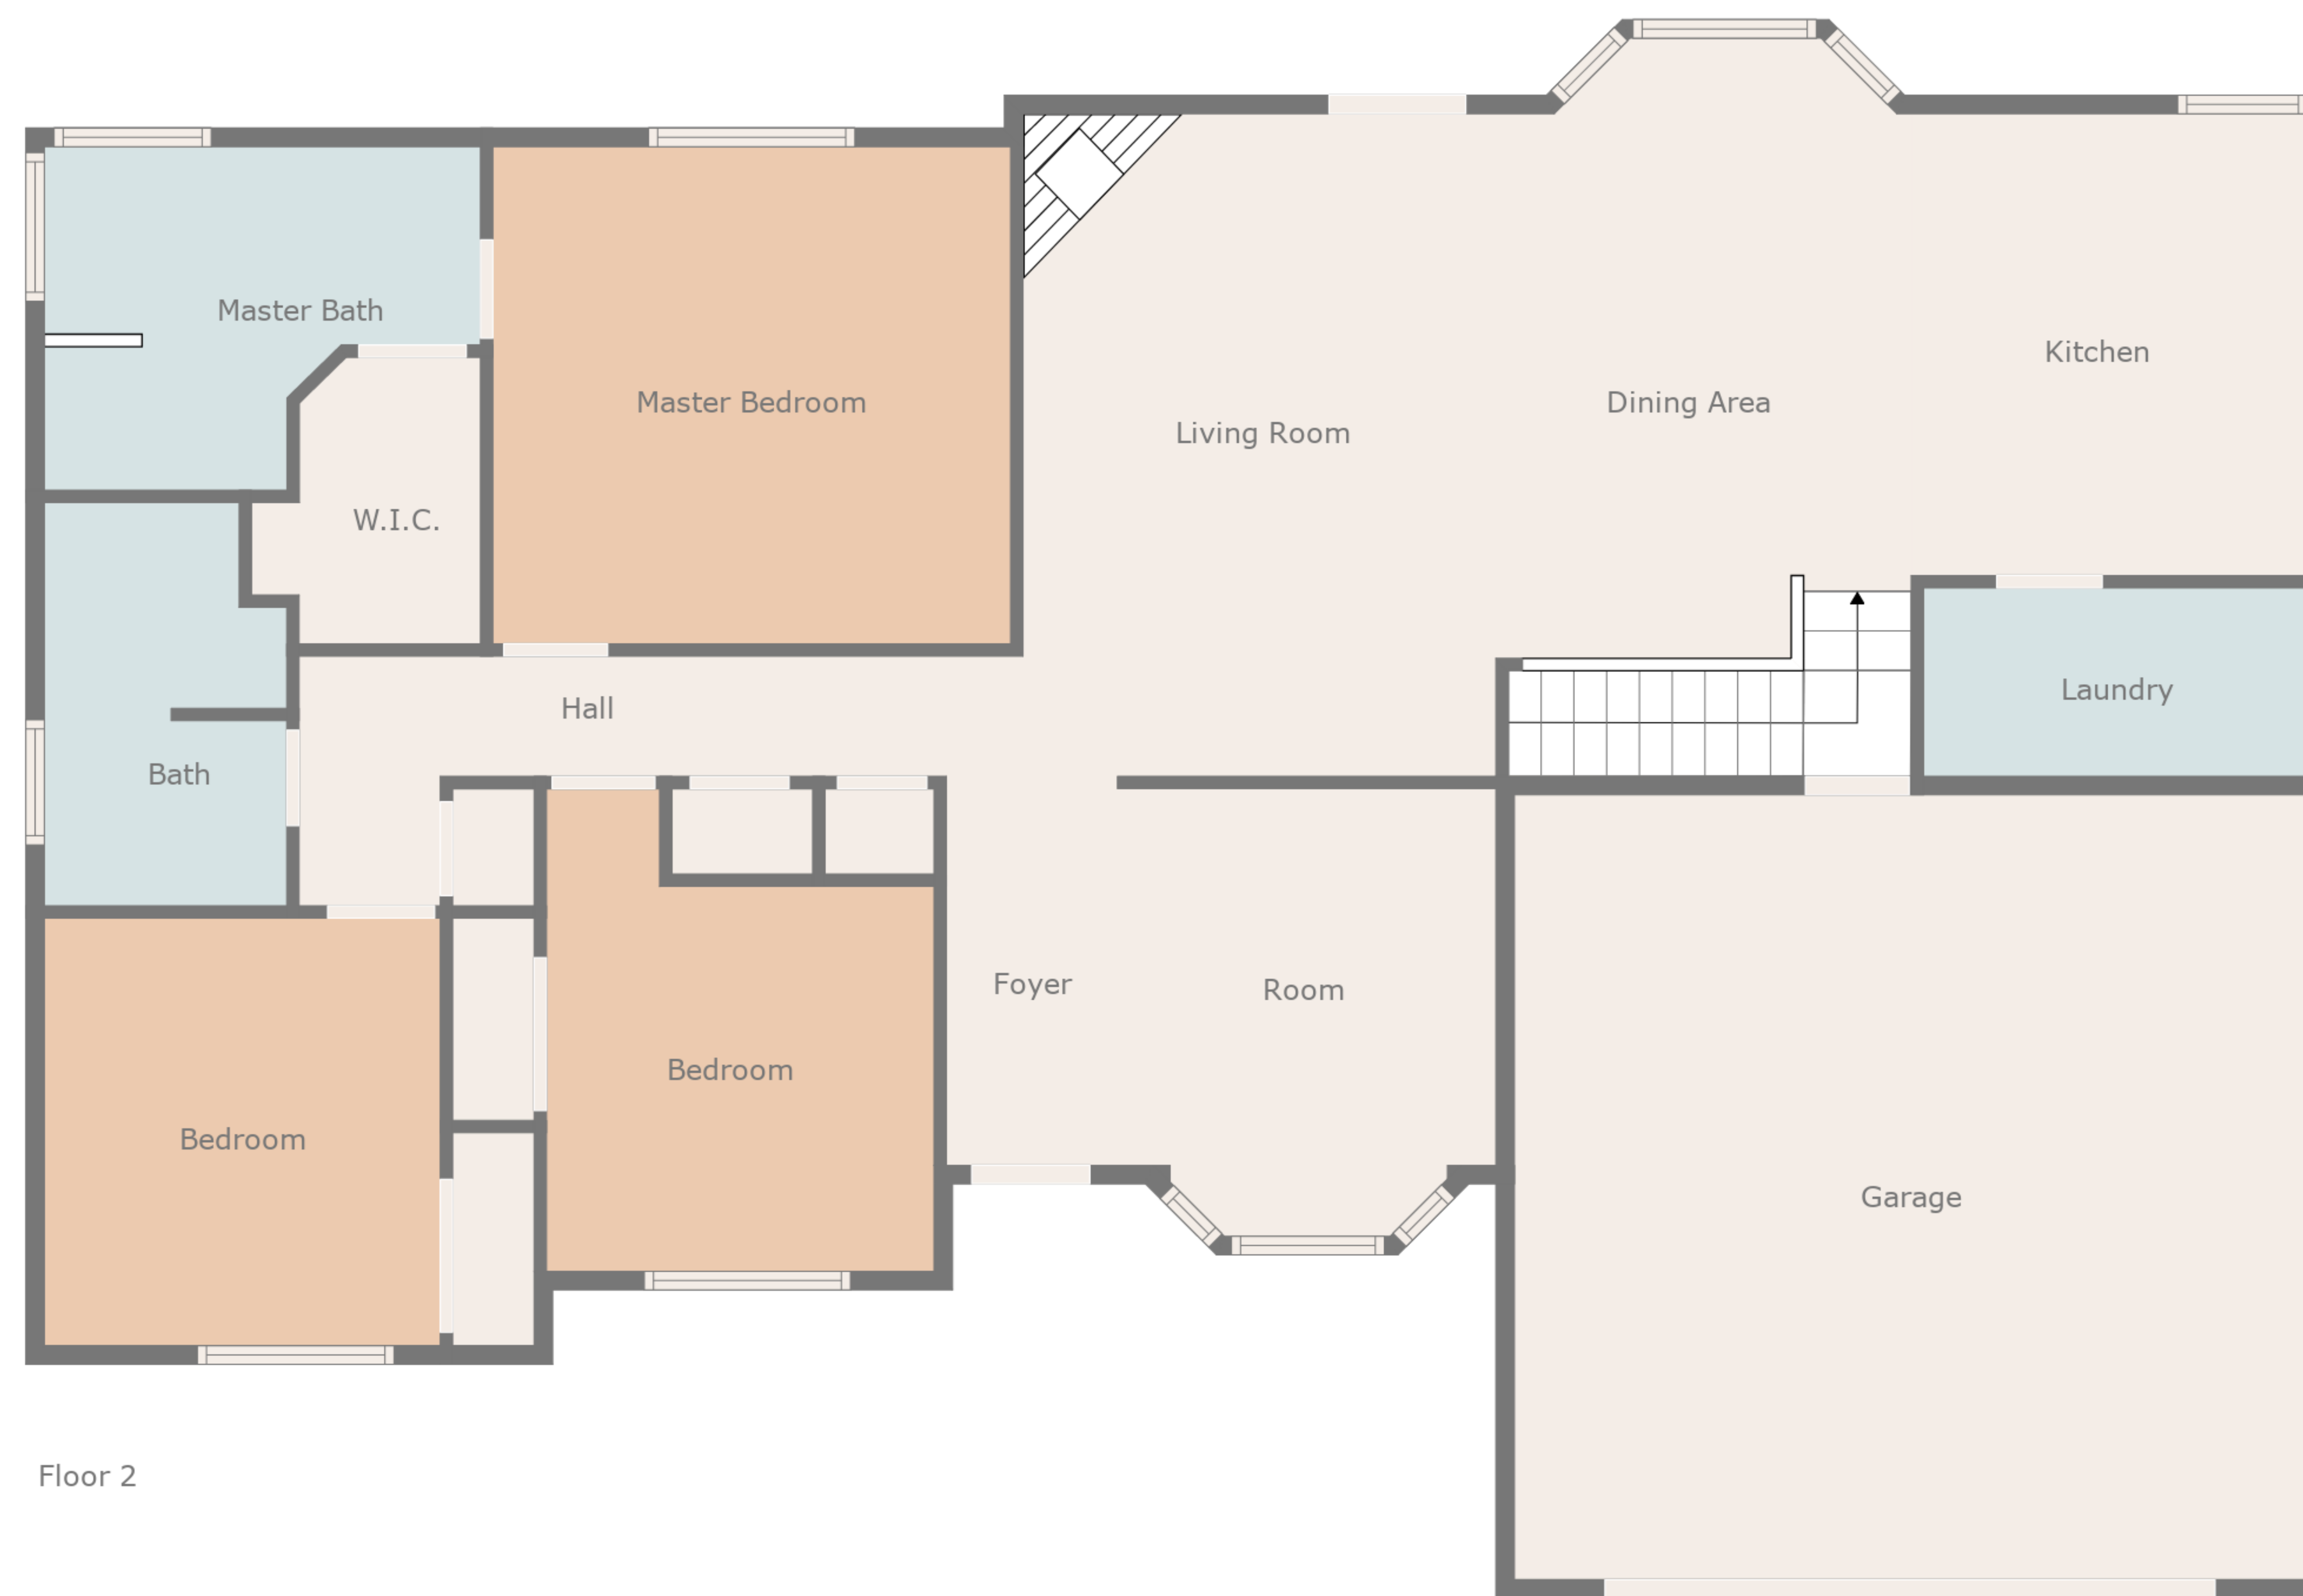 Master Bath
Kitchen
Master Bedroom
Dining Area
Living Room
W.I.C.
Laundry
Hall
Bath
Foyer
Room
Bedroom
Bedroom
Garage
Floor 2